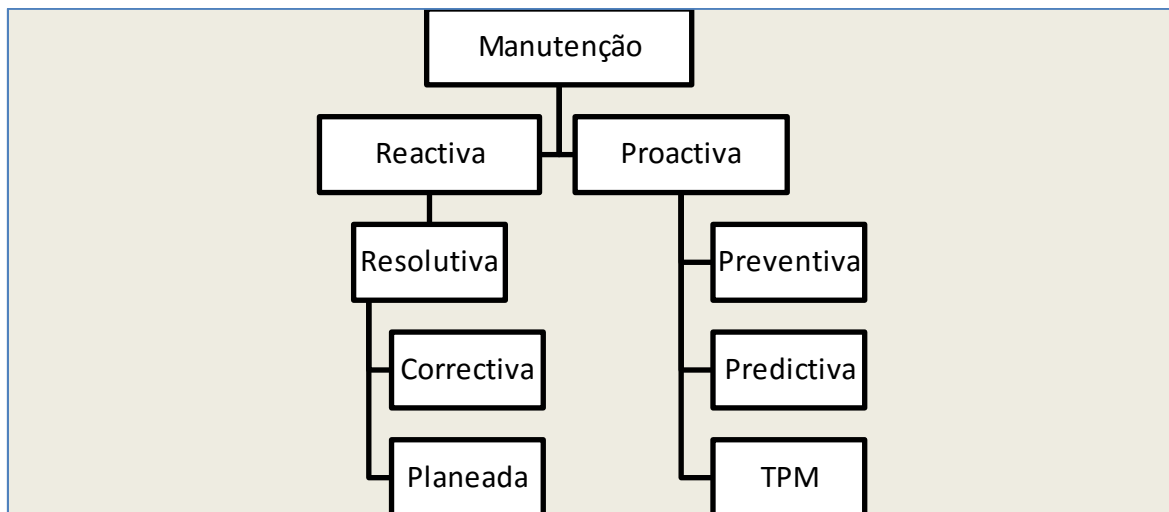 Manutenção
Reactiva
Proactiva
Resolutiva
Preventiva
Correctiva
Predictiva
Planeada
TPM